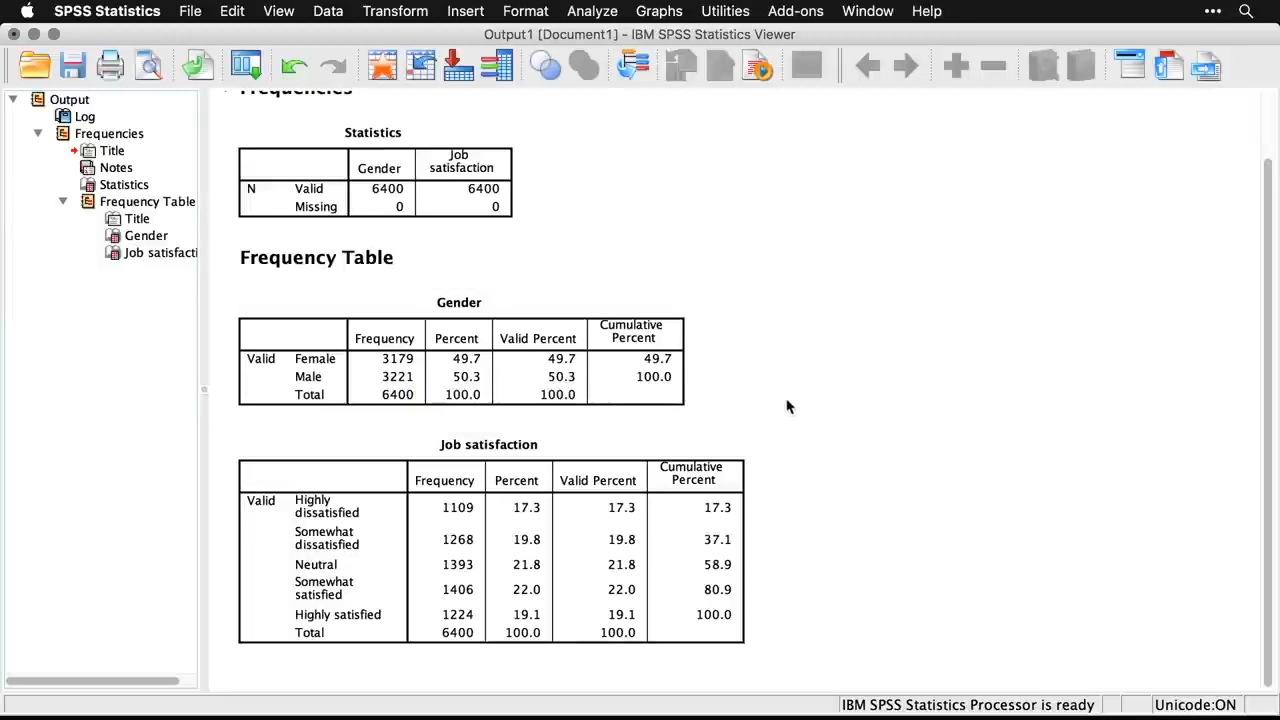 SPSS Statistics File Edit View Data Transform Insert Format Analyze Graphs Utilities Add-ons Window Help
Output1 [Document1] - IBM SPSS Statistics Viewer
Output
Log
Frequencies
Title
Notes
Statistics
Frequency Table
Title
Gender
Job satisfacti
Frequencies
Statistics
Gender Job satisfaction
N Valid 6400 6400
Missing 0 0
Frequency Table
Gender
Frequency Percent Valid Percent Cumulative Percent
Valid Female 3179 49.7 49.7 49.7
Male 3221 50.3 50.3 100.0
Total 6400 100.0 100.0
Job satisfaction
Frequency Percent Valid Percent Cumulative Percent
Valid Highly dissatisfied 1109 17.3 17.3 17.3
Somewhat dissatisfied 1268 19.8 19.8 37.1
Neutral 1393 21.8 21.8 58.9
Somewhat satisfied 1406 22.0 22.0 80.9
Highly satisfied 1224 19.1 19.1 100.0
Total 6400 100.0 100.0
IBM SPSS Statistics Processor is ready Unicode:ON